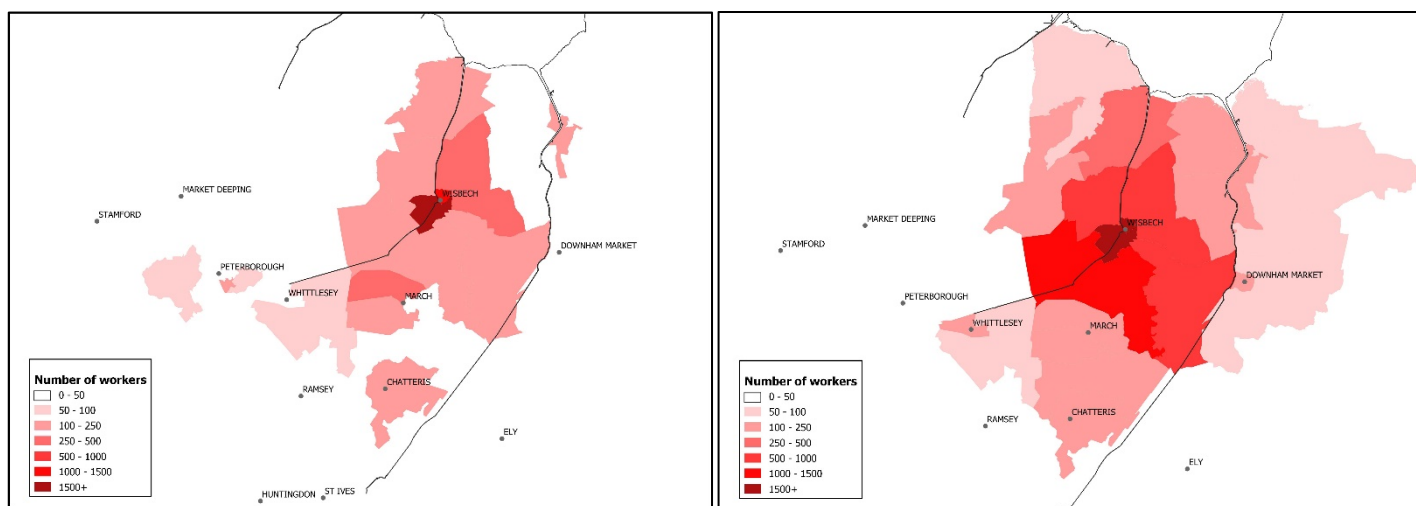 WISBECH
MARKET DEEPING
STAMFORD
DOWNHAM MARKET
PETERBOROUGH
WHITTLESEY
MARCH
RAMSEY
CHATTERIS
ELY
HUNTINGDON
ST IVES
Number of workers
0 - 50
50 - 100
100 - 250
250 - 500
500 - 1000
1000 - 1500
1500+
MARKET DEEPING
WISBECH
STAMFORD
DOWNHAM MARKET
PETERBOROUGH
WHITTLESEY
MARCH
RAMSEY
CHATTERIS
ELY
Number of workers
0 - 50
50 - 100
100 - 250
250 - 500
500 - 1000
1000 - 1500
1500+